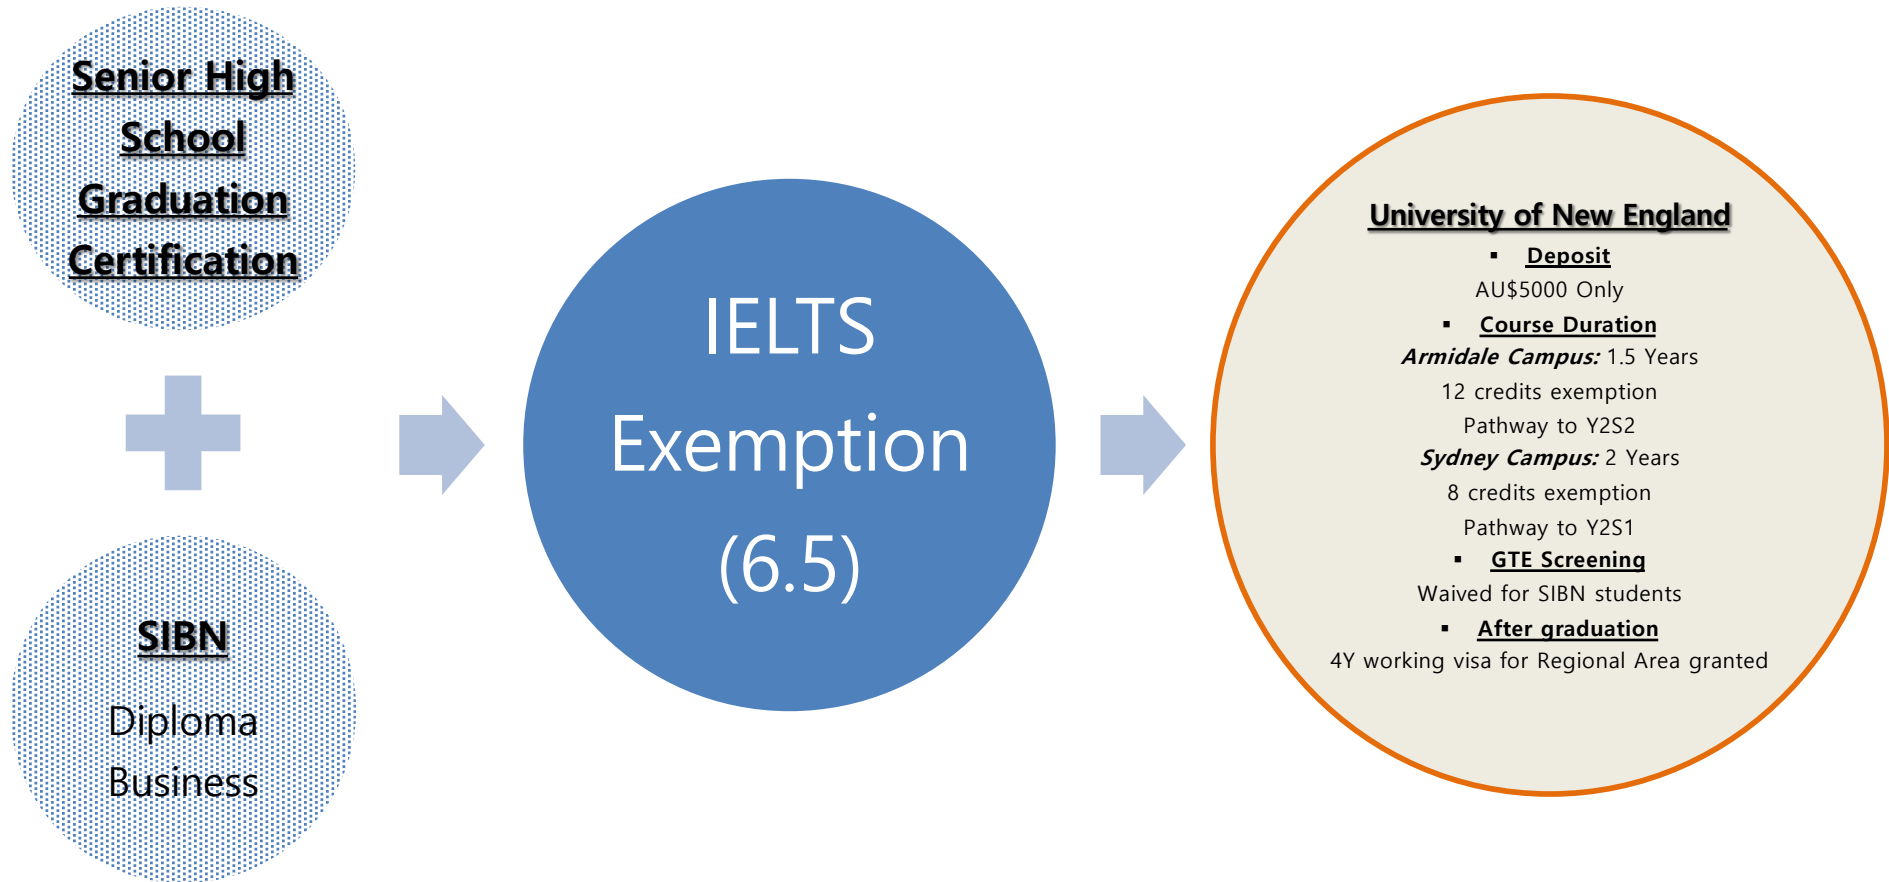 Senior High
School
Graduation
Certification
SIBN
Diploma
Business
IELTS
Exemption
(6.5)
University of New England
▪ Deposit
AU$5000 Only
▪ Course Duration
Armidale Campus: 1.5 Years
12 credits exemption
Pathway to Y2S2
Sydney Campus: 2 Years
8 credits exemption
Pathway to Y2S1
▪ GTE Screening
Waived for SIBN students
▪ After graduation
4Y working visa for Regional Area granted